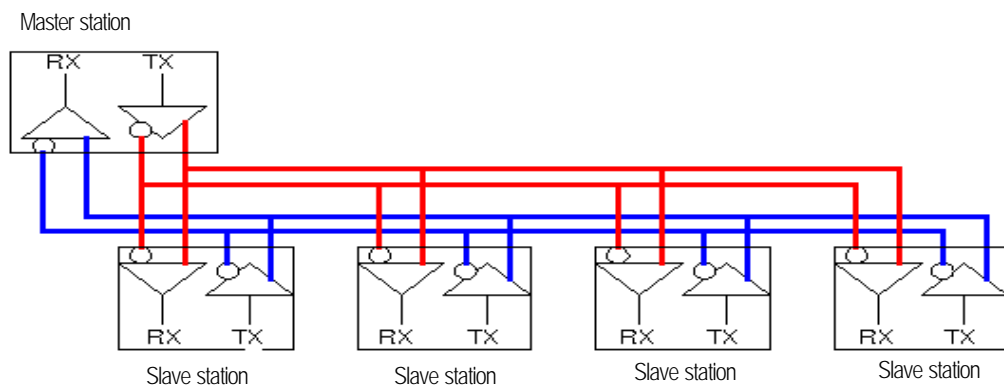 Master station
RX TX
RX TX RX TX RX TX RX TX
Slave station Slave station Slave station Slave station